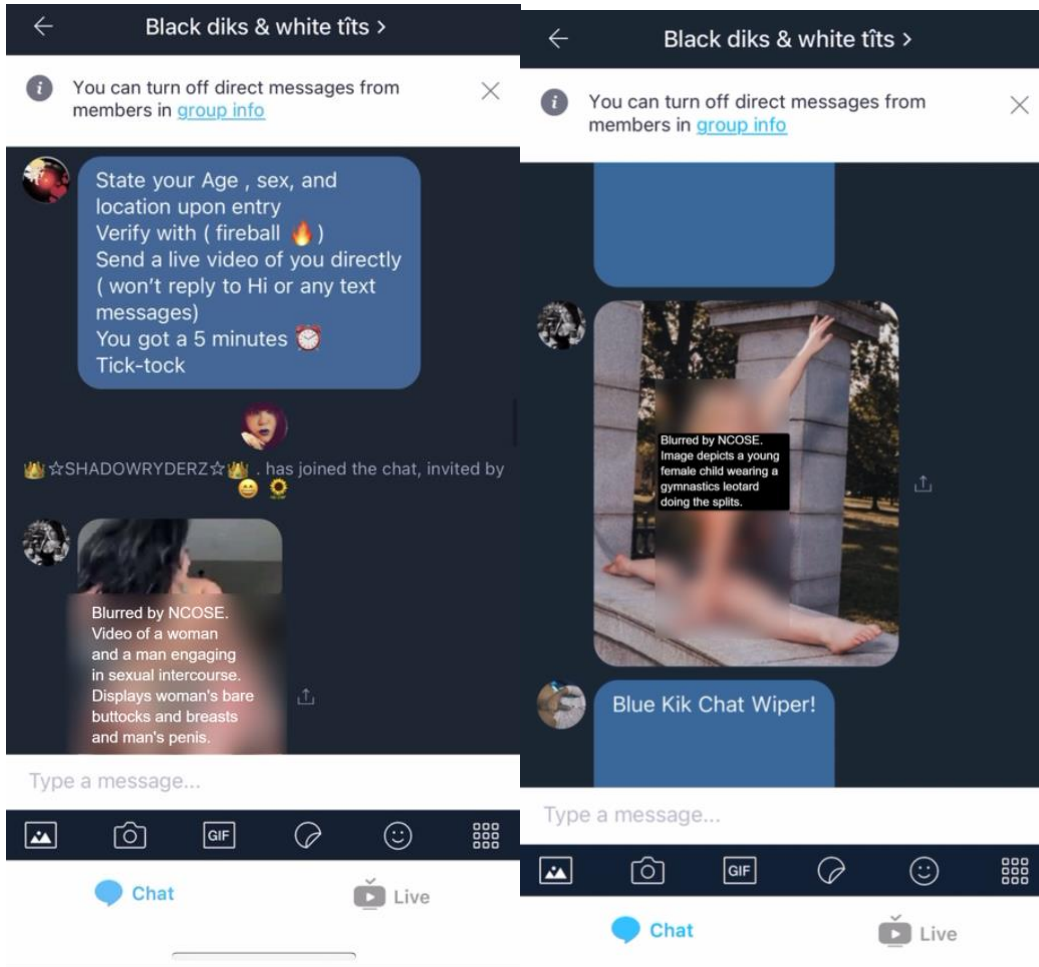 Black diks & white tîts >
You can turn off direct messages from
members in group info
State your Age , sex, and
location upon entry
Verify with ( fireball 🔥 )
Send a live video of you directly
( won't reply to Hi or any text
messages)
You got a 5 minutes ⏰
Tick-tock
👑☆SHADOWRYDERZ☆👑 . has joined the chat, invited by
😄 🌻
Blurred by NCOSE.
Video of a woman
and a man engaging
in sexual intercourse.
Displays woman's bare
buttocks and breasts
and man's penis.
Type a message...
GIF
Chat
Live
Black diks & white tîts >
You can turn off direct messages from
members in group info
Blurred by NCOSE.
Image depicts a young
female child wearing a
gymnastics leotard
doing the splits.
Blue Kik Chat Wiper!
Type a message...
GIF
Chat
Live